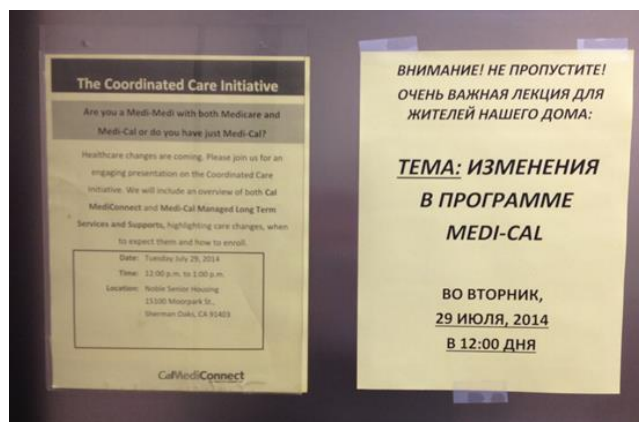 The Coordinated Care Initiative
Are you a Medi-Medi with both Medicare and
Medi-Cal or do you have just Medi-Cal?
Healthcare changes are coming. Please join us for an
engaging presentation on the Coordinated Care
Initiative. We will include an overview of both Cal
MediConnect and Medi-Cal Managed Long Term
Services and Supports, highlighting care changes, when
to expect them and how to enroll.
Date: Tuesday July 29, 2014
Time: 12:00 p.m. to 1:00 p.m.
Location: Noble Senior Housing
15100 Moorpark St.,
Sherman Oaks, CA 91403
CalMediConnect
ВНИМАНИЕ! НЕ ПРОПУСТИТЕ!
ОЧЕНЬ ВАЖНАЯ ЛЕКЦИЯ ДЛЯ
ЖИТЕЛЕЙ НАШЕГО ДОМА:
ТЕМА: ИЗМЕНЕНИЯ
В ПРОГРАММЕ
MEDI-CAL
ВО ВТОРНИК,
29 ИЮЛЯ, 2014
В 12:00 ДНЯ